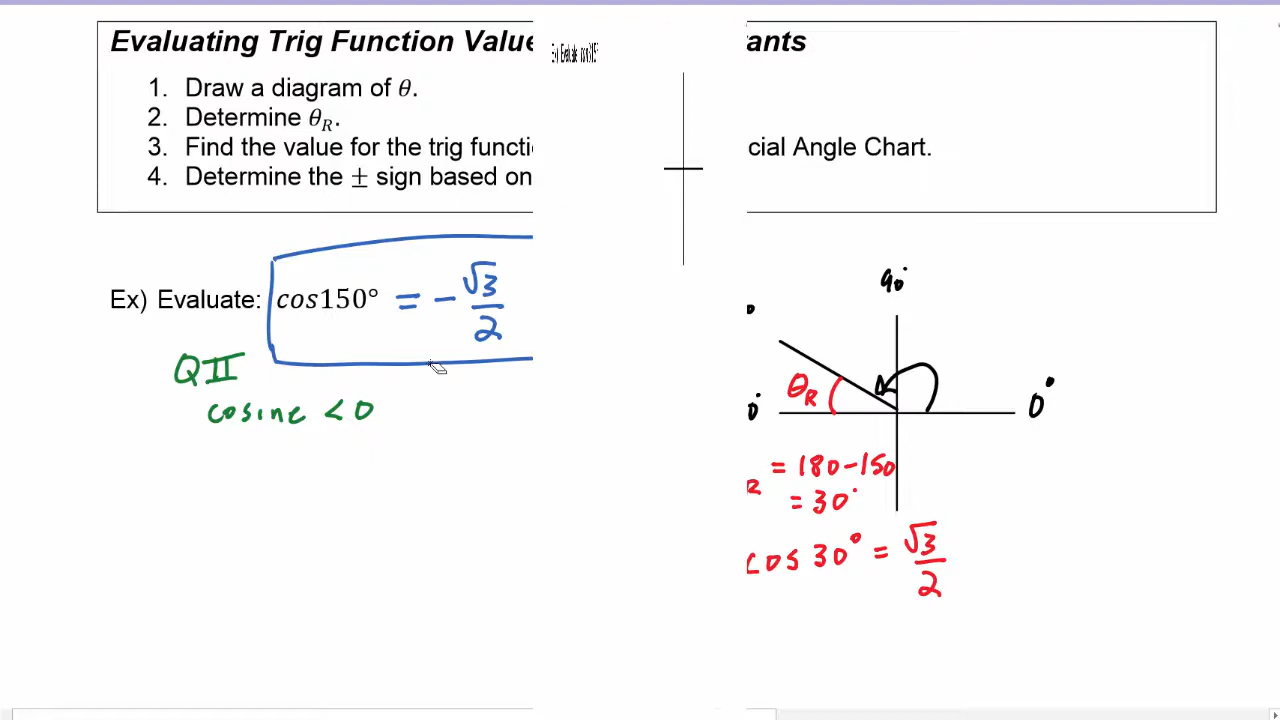 Evaluating Trig Function Value
ants
1. Draw a diagram of θ.
2. Determine θR.
3. Find the value for the trig functi
cial Angle Chart.
4. Determine the ± sign based on
Ex) Evaluate: cos150° = -√3/2
QII
cosine < 0
90°
0°
θR
0°
R = 180-150
= 30°
cos 30° = √3/2